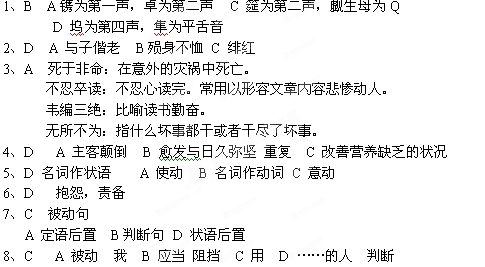 1、B A镌为第一声，卓为第二声 C 筵为第二声，觑生母为Q
D 坞为第四声，隼为平舌音
2、D A 与子偕老 B殒身不恤 C 绯红
3、A 死于非命：在意外的灾祸中死亡。
不忍卒读：不忍心读完。常用以形容文章内容悲惨动人。
韦编三绝：比喻读书勤奋。
无所不为：指什么坏事都干或者干尽了坏事。
4、D A 主客颠倒 B 愈发与日久弥坚 重复 C 改善营养缺乏的状况
5、D 名词作状语 A 使动 B 名词作动词 C 意动
6、D 抱怨，责备
7、C 被动句
A 定语后置 B判断句 D 状语后置
8、C A 被动 我 B 应当 阻挡 C 用 D ……的人 判断